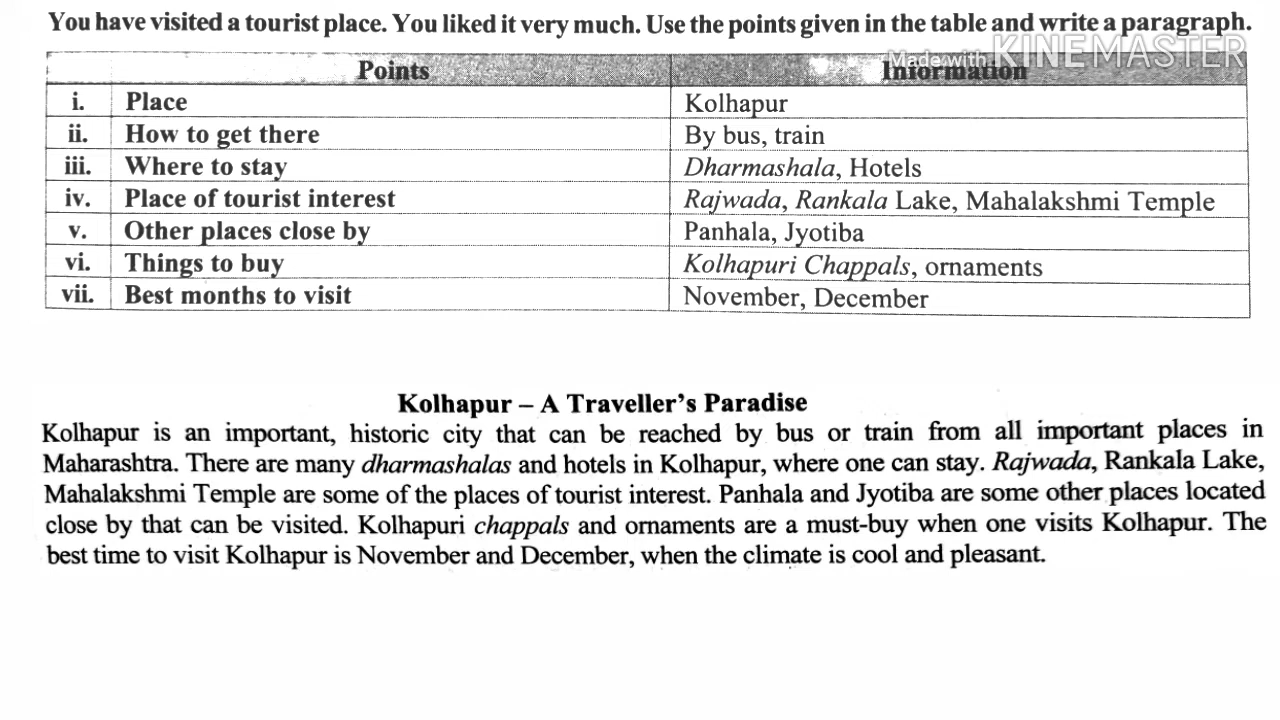 You have visited a tourist place. You liked it very much. Use the points given in the table and write a paragraph.
Made with KINEMASTER
Points Information
i. Place Kolhapur
ii. How to get there By bus, train
iii. Where to stay Dharmashala, Hotels
iv. Place of tourist interest Rajwada, Rankala Lake, Mahalakshmi Temple
v. Other places close by Panhala, Jyotiba
vi. Things to buy Kolhapuri Chappals, ornaments
vii. Best months to visit November, December
Kolhapur – A Traveller's Paradise
Kolhapur is an important, historic city that can be reached by bus or train from all important places in
Maharashtra. There are many dharmashalas and hotels in Kolhapur, where one can stay. Rajwada, Rankala Lake,
Mahalakshmi Temple are some of the places of tourist interest. Panhala and Jyotiba are some other places located
close by that can be visited. Kolhapuri chappals and ornaments are a must-buy when one visits Kolhapur. The
best time to visit Kolhapur is November and December, when the climate is cool and pleasant.